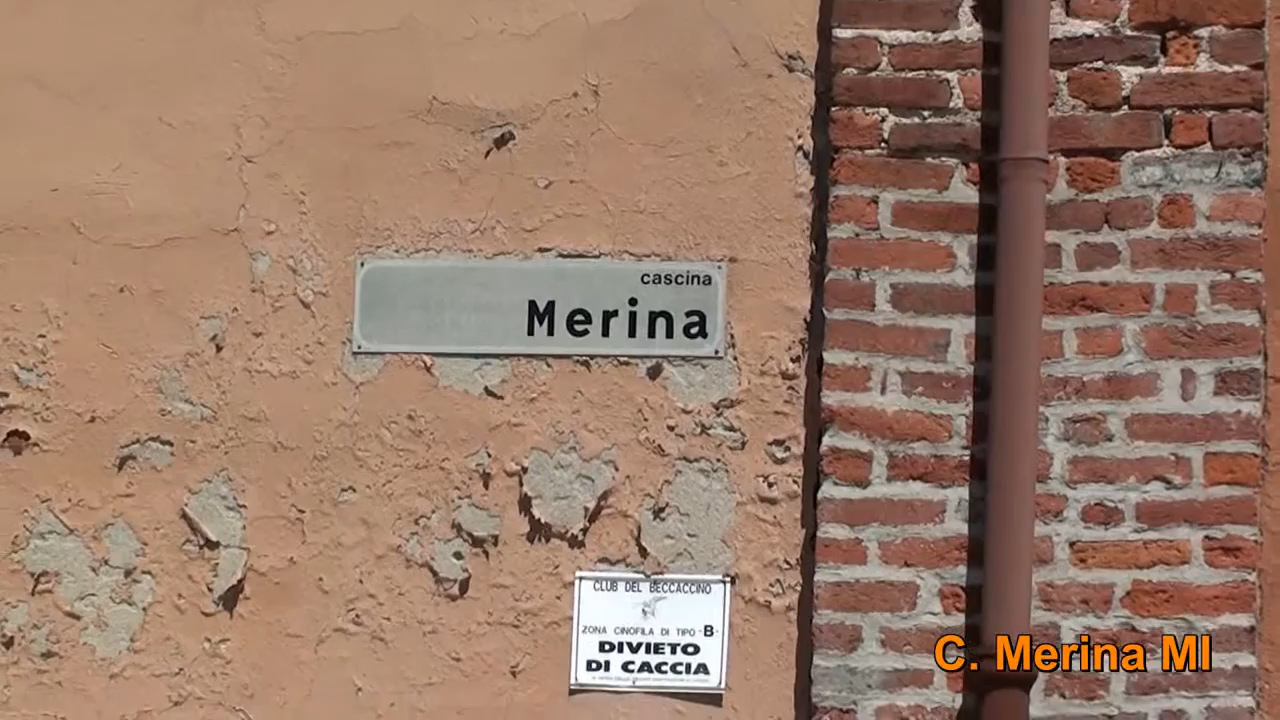 cascina
Merina
CLUB DEL BECCACCINO
ZONA CINOFILA DI TIPO -B-
DIVIETO
DI CACCIA
C. Merina MI